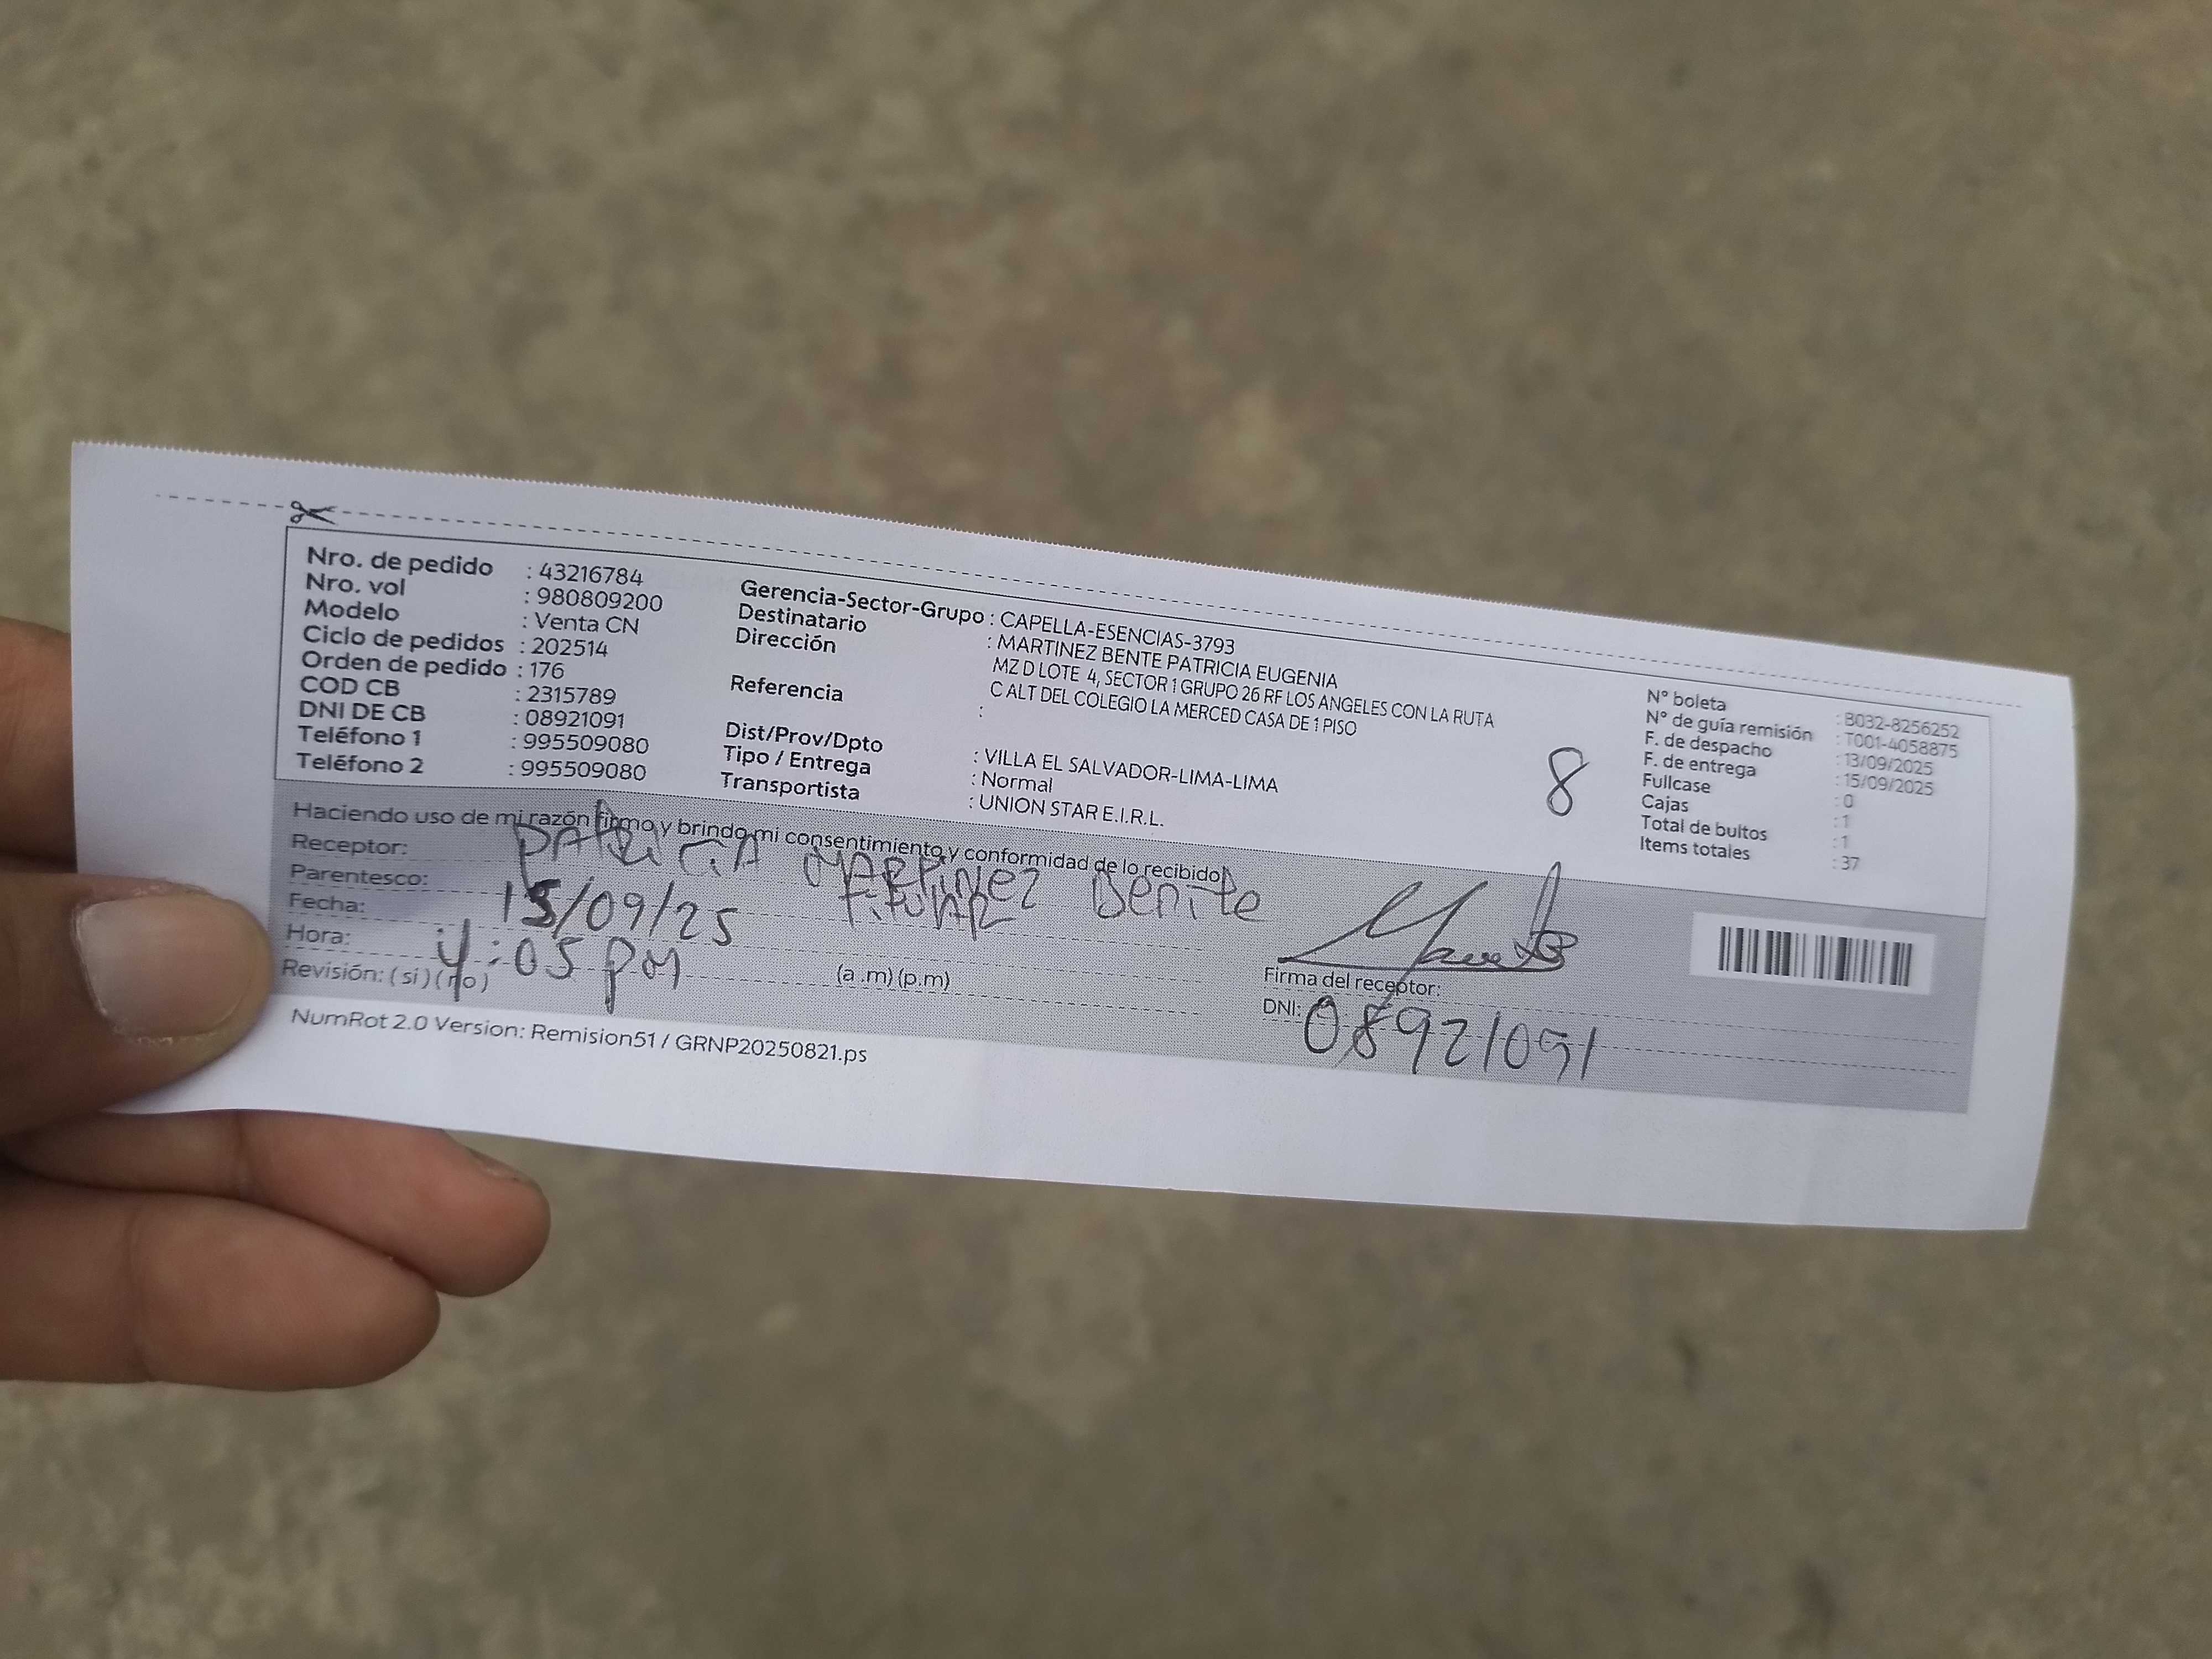 Nro. de pedido : 43216784
Nro. vol : 980809200
Modelo : Venta CN
Ciclo de pedidos : 202514
Orden de pedido : 176
COD CB : 2315789
DNI DE CB : 08921091
Teléfono 1 : 995509080
Teléfono 2 : 995509080
Gerencia-Sector-Grupo : CAPELLA-ESENCIAS-3793
Destinatario : MARTINEZ BENTE PATRICIA EUGENIA
Dirección MZ D LOTE 4, SECTOR 1 GRUPO 26 RF LOS ANGELES CON LA RUTA
C ALT DEL COLEGIO LA MERCED CASA DE 1 PISO
Referencia :
Dist/Prov/Dpto : VILLA EL SALVADOR-LIMA-LIMA
Tipo / Entrega : Normal
Transportista : UNION STAR E.I.R.L.
8
N° boleta : B032-8256252
N° de guía remisión : T001-4058875
F. de despacho : 13/09/2025
F. de entrega : 15/09/2025
Fullcase : 0
Cajas : 1
Total de bultos : 1
Items totales : 37
Haciendo uso de mi razón firmo y brindo mi consentimiento y conformidad de lo recibido
Receptor: PATRICIA MARTINEZ Benite
Parentesco: TITULAR
Fecha: 15/09/25
Hora: 4:05 pm (a .m) (p.m)
Revisión: ( si ) ( no )
Firma del receptor:
DNI: 08921091
NumRot 2.0 Version: Remision51 / GRNP20250821.ps